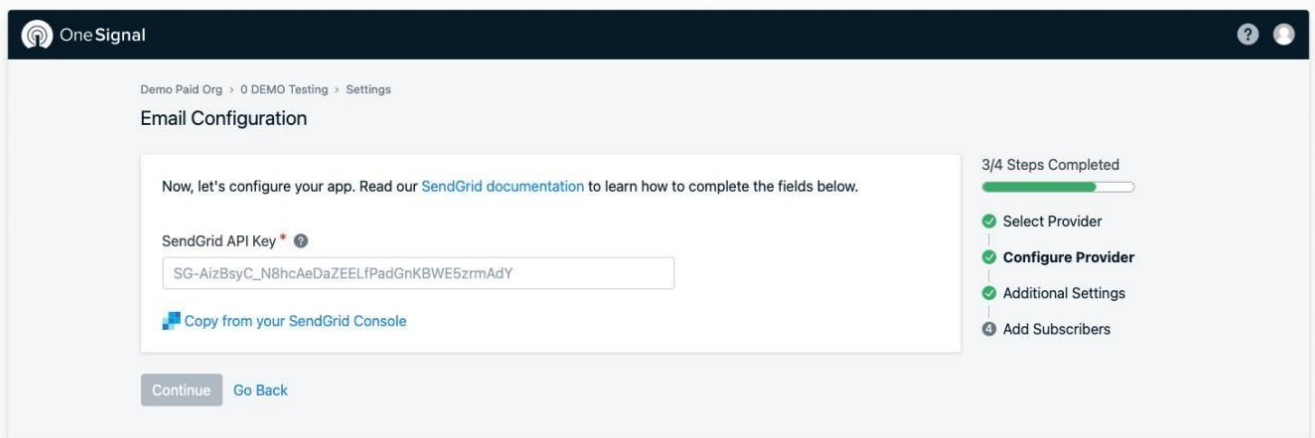 OneSignal
?
Demo Paid Org > 0 DEMO Testing > Settings
Email Configuration
Now, let's configure your app. Read our SendGrid documentation to learn how to complete the fields below.
SendGrid API Key * ?
SG-AizBsyC_N8hcAeDaZEELfPadGnKBWE5zrmAdY
Copy from your SendGrid Console
Continue
Go Back
3/4 Steps Completed
Select Provider
Configure Provider
Additional Settings
4 Add Subscribers